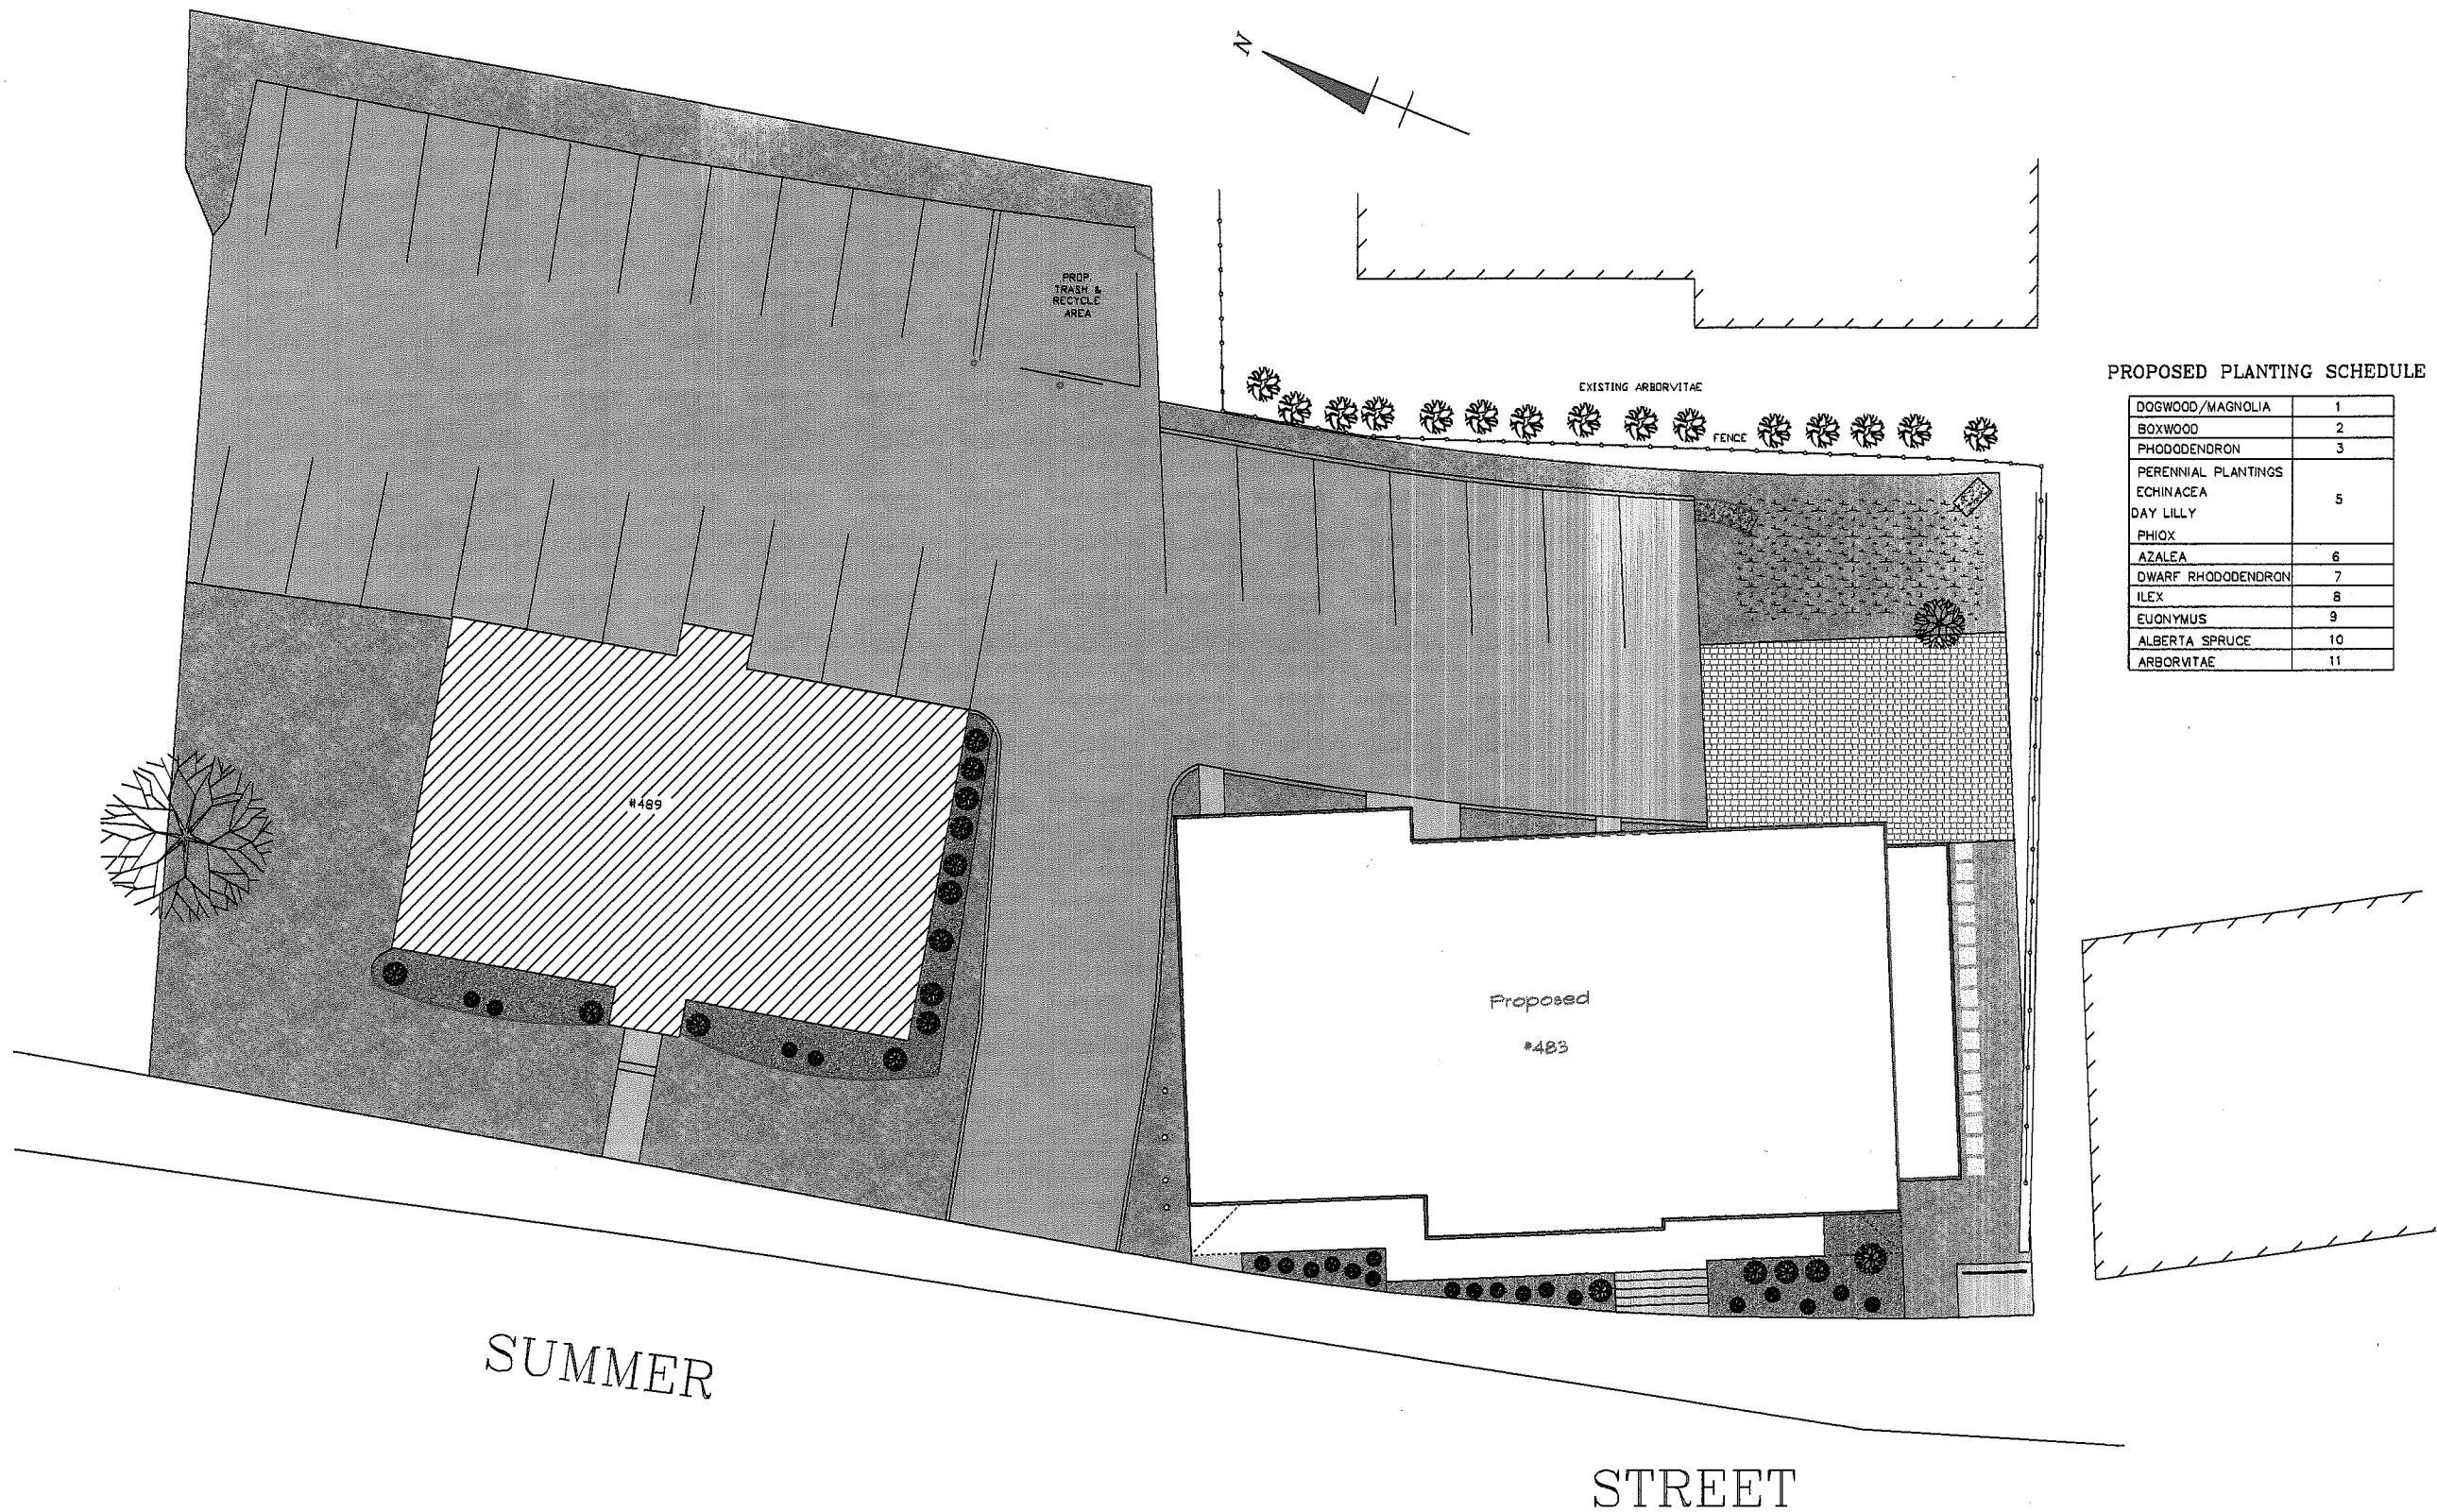 N
PROP.
TRASH &
RECYCLE
AREA
EXISTING ARBORVITAE
FENCE
PROPOSED PLANTING SCHEDULE
DOGWOOD/MAGNOLIA 1
BOXWOOD 2
PHODODENDRON 3
PERENNIAL PLANTINGS
ECHINACEA
5
DAY LILLY
PHIOX
AZALEA 6
DWARF RHODODENDRON 7
ILEX 8
EUONYMUS 9
ALBERTA SPRUCE 10
ARBORVITAE 11
#489
Proposed
#483
SUMMER
STREET